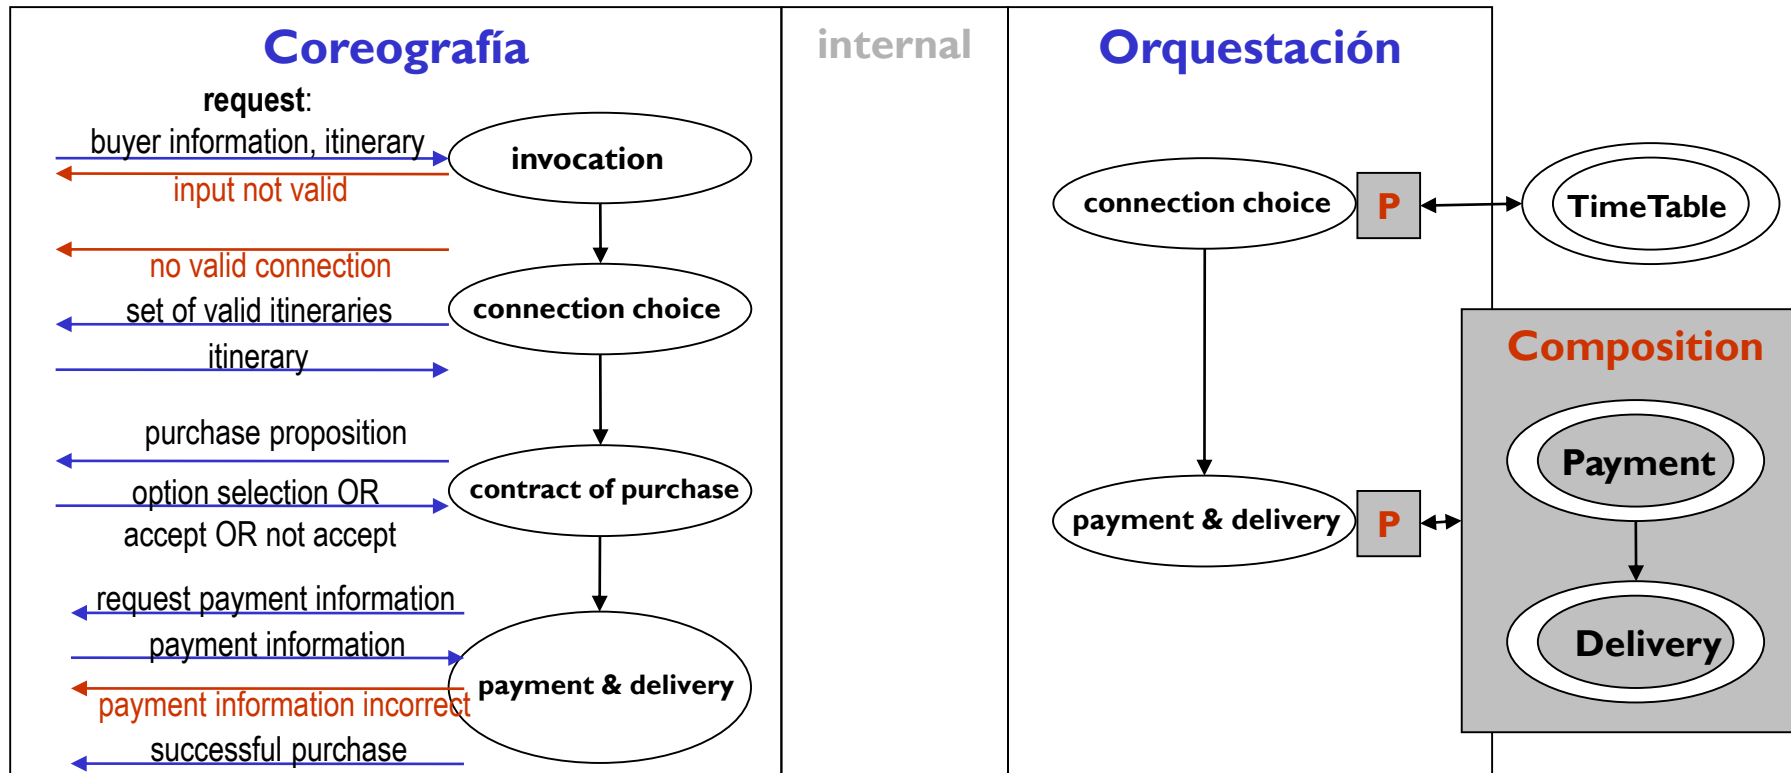 Coreografía
request:
buyer information, itinerary
invocation
input not valid
no valid connection
set of valid itineraries
connection choice
itinerary
purchase proposition
contract of purchase
option selection OR
accept OR not accept
request payment information
payment information
payment & delivery
payment information incorrect
successful purchase
internal
Orquestación
connection choice
P
TimeTable
payment & delivery
P
Composition
Payment
Delivery